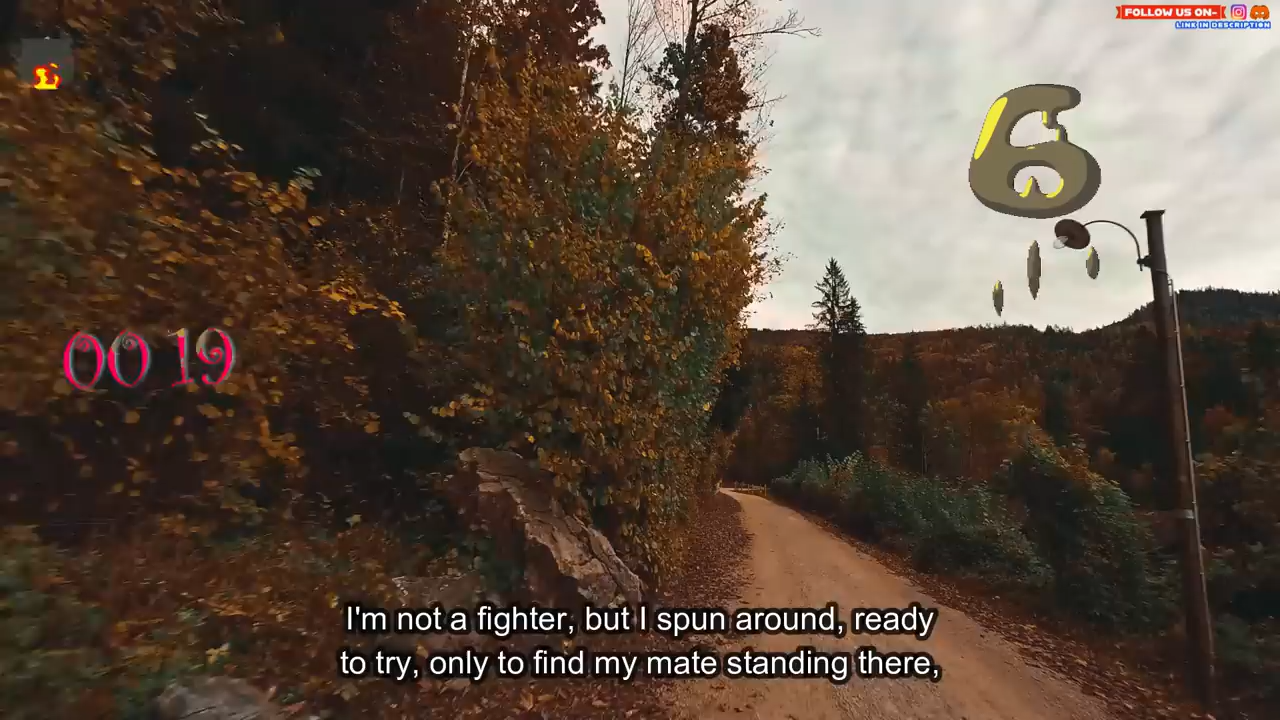 FOLLOW US ON-
LINK IN DESCRIPTION
6
00 19
I'm not a fighter, but I spun around, ready
to try, only to find my mate standing there,